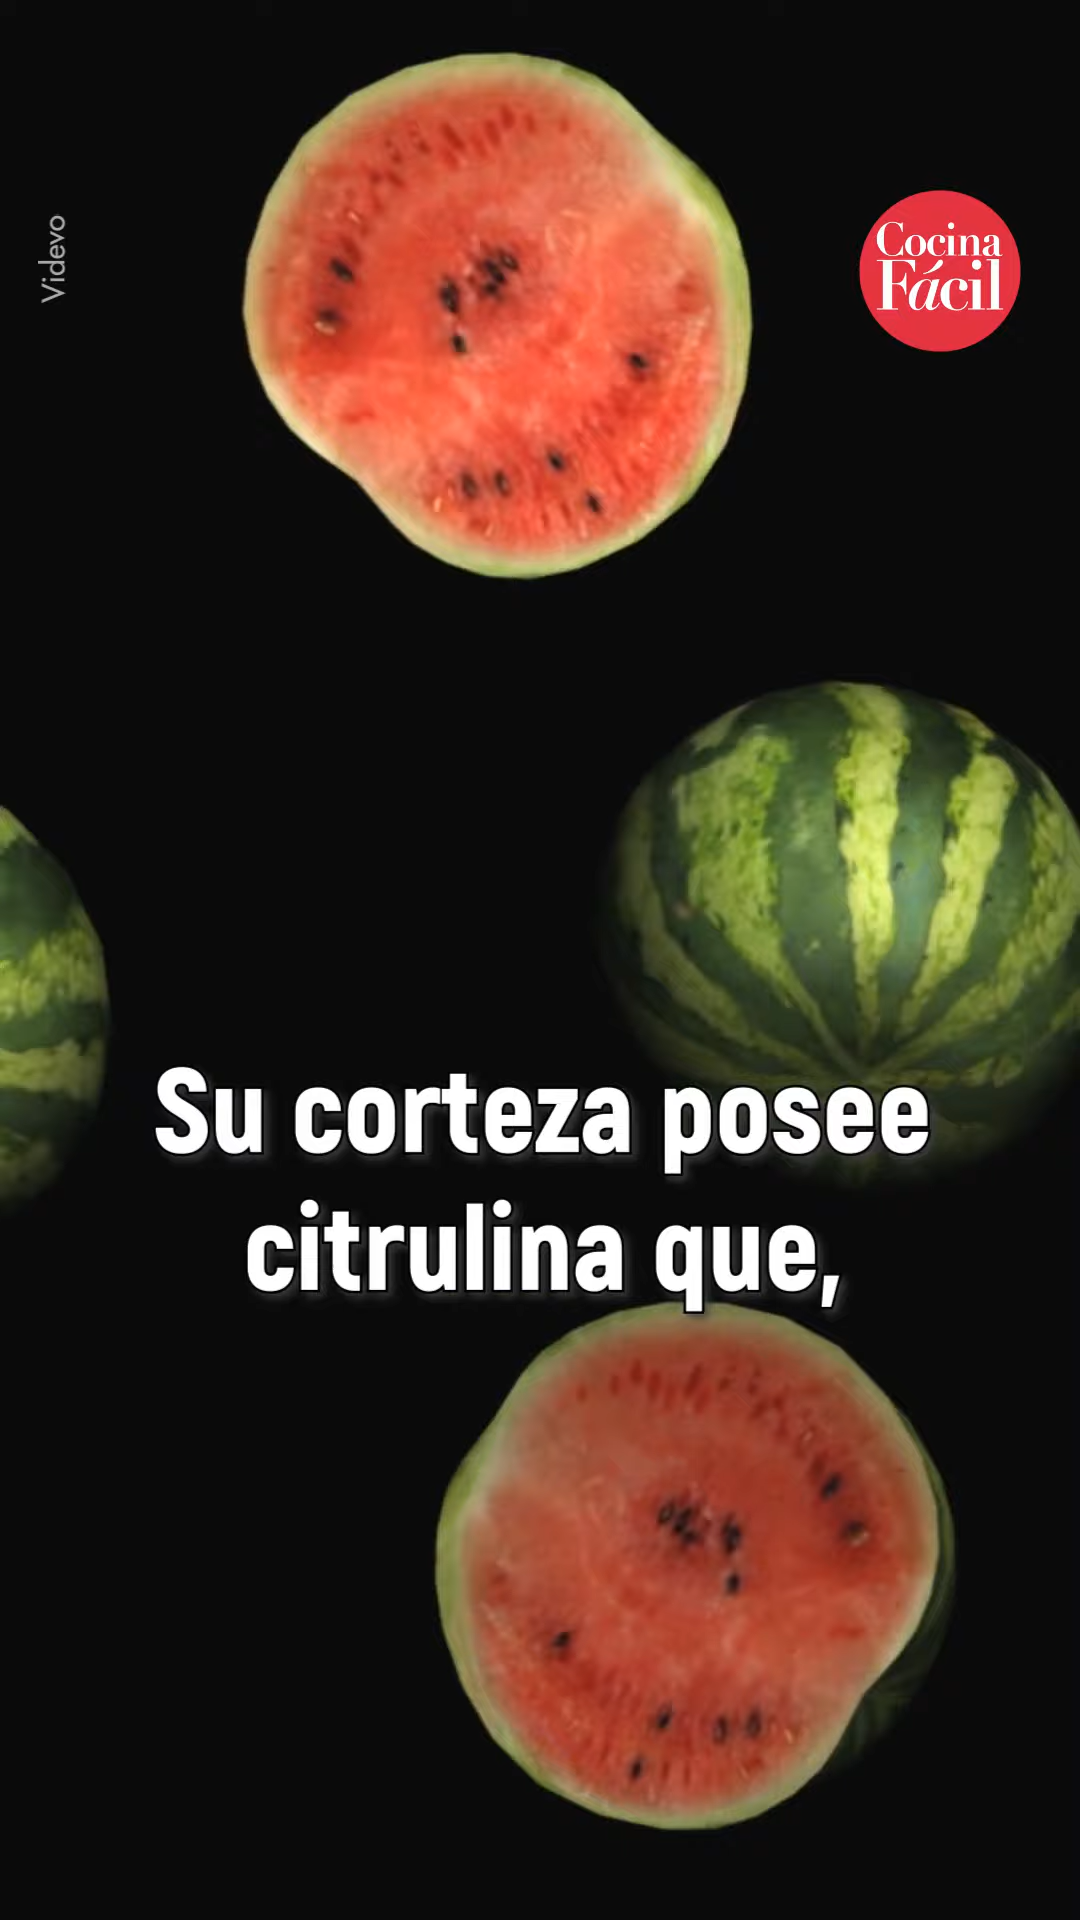 Videvo
Cocina
Fácil
Su corteza posee
citrulina que,